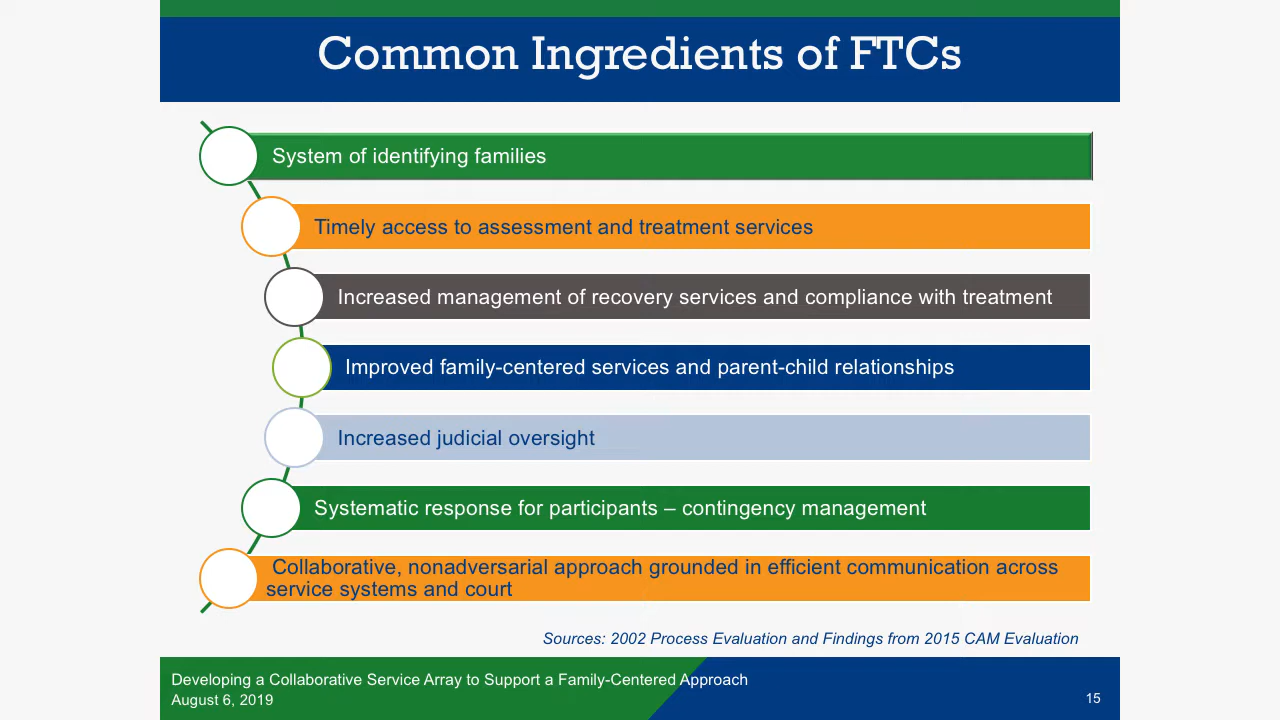 Common Ingredients of FTCs
System of identifying families
Timely access to assessment and treatment services
Increased management of recovery services and compliance with treatment
Improved family-centered services and parent-child relationships
Increased judicial oversight
Systematic response for participants – contingency management
Collaborative, nonadversarial approach grounded in efficient communication across
service systems and court
Sources: 2002 Process Evaluation and Findings from 2015 CAM Evaluation
Developing a Collaborative Service Array to Support a Family-Centered Approach
August 6, 2019
15